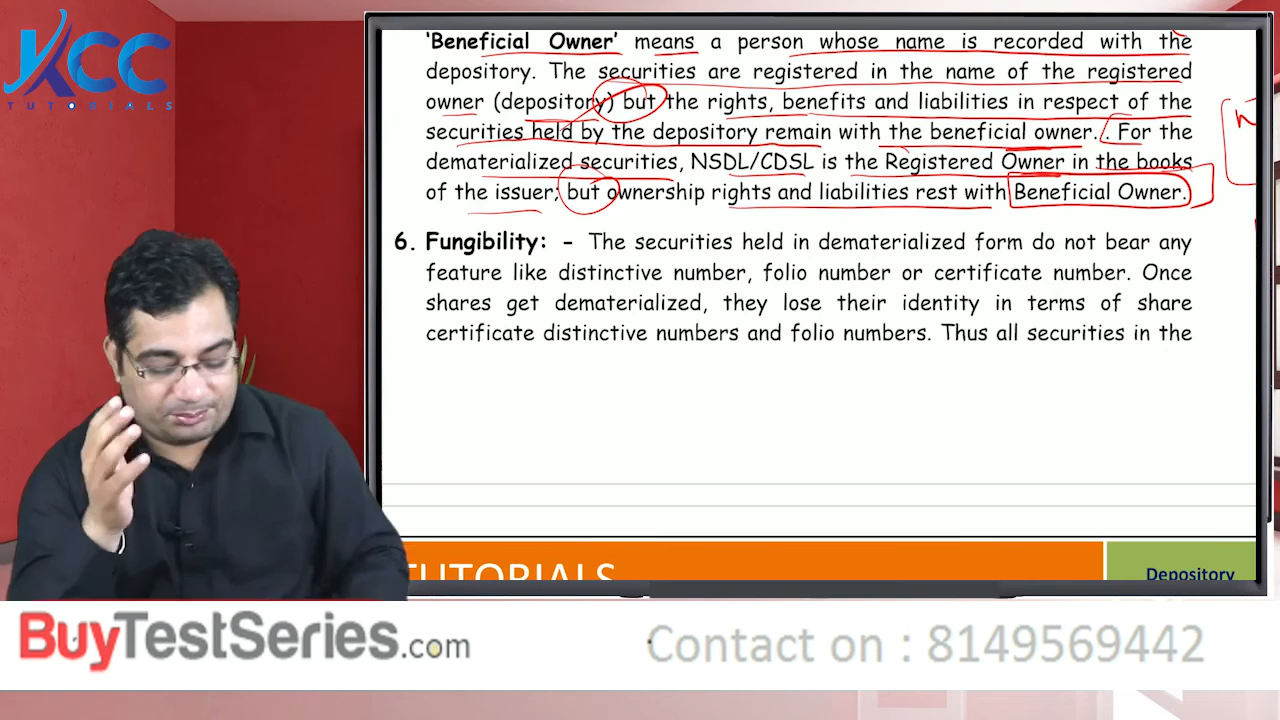 JKCC
TUTORIALS
‘Beneficial Owner’ means a person whose name is recorded with the
depository. The securities are registered in the name of the registered
owner (depository) but the rights, benefits and liabilities in respect of the
securities held by the depository remain with the beneficial owner. . For the
dematerialized securities, NSDL/CDSL is the Registered Owner in the books
of the issuer; but ownership rights and liabilities rest with Beneficial Owner.
6. Fungibility: - The securities held in dematerialized form do not bear any
feature like distinctive number, folio number or certificate number. Once
shares get dematerialized, they lose their identity in terms of share
certificate distinctive numbers and folio numbers. Thus all securities in the
TUTORIALS
Depository
BuyTestSeries.com
Contact on : 8149569442